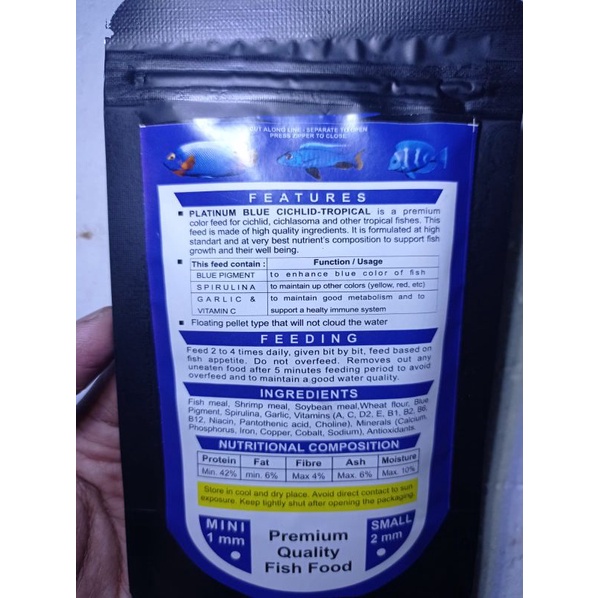 CUT ALONG LINE / SEPARATE TO OPEN
PRESS ZIPPER TO CLOSE
FEATURES
PLATINUM BLUE CICHLID-TROPICAL is a premium
color feed for cichlid, cichlasoma and other tropical fishes. This
feed is made of high quality ingredients. It is formulated at high
standart and at very best nutrient's composition to support fish
growth and their well being.
This feed contain : Function / Usage
BLUE PIGMENT to enhance blue color of fish
SPIRULINA to maintain up other colors (yellow, red, etc)
GARLIC & to maintain good metabolism and to
VITAMIN C support a healty immune system
Floating pellet type that will not cloud the water
FEEDING
Feed 2 to 4 times daily, given bit by bit, feed based on
fish appetite. Do not overfeed. Removes out any
uneaten food after 5 minutes feeding period to avoid
overfeed and to maintain a good water quality.
INGREDIENTS
Fish meal, Shrimp meal, Soybean meal,Wheat flour, Blue
Pigment, Spirulina, Garlic, Vitamins (A, C, D2, E, B1, B2, B6,
B12, Niacin, Pantothenic acid, Choline), Minerals (Calcium,
Phosphorus, Iron, Copper, Cobalt, Sodium), Antioxidants.
NUTRITIONAL COMPOSITION
Protein Fat Fibre Ash Moisture
Min. 42% min. 6% Max 4% Max. 6% Max. 10%
Store in cool and dry place. Avoid direct contact to sun
exposure. Keep tightly shut after opening the packaging.
MINI
1 mm
SMALL
2 mm
Premium
Quality
Fish Food